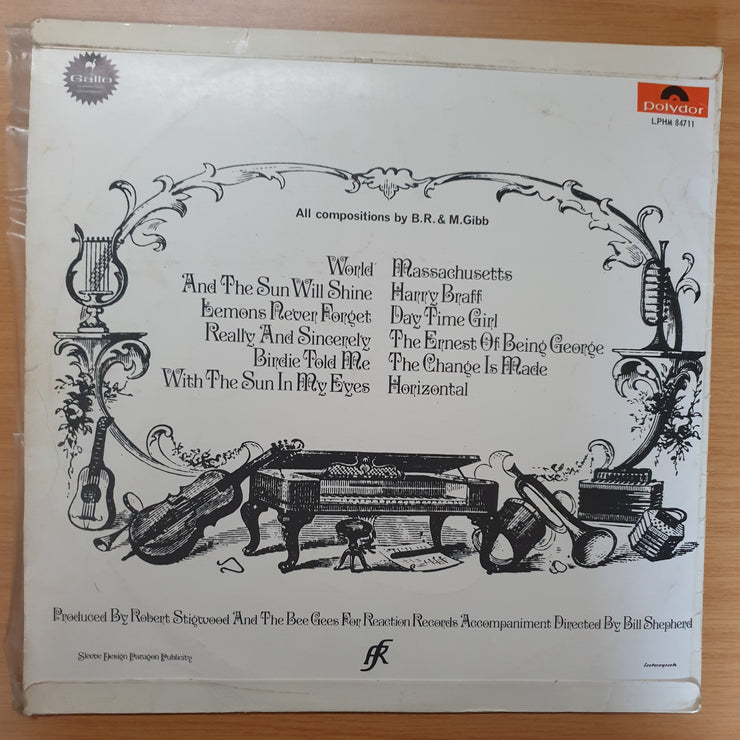 Gallo
Polydor
LPHM 84711
All compositions by B.R. & M.Gibb
World
And The Sun Will Shine
Lemons Never Forget
Really And Sincerely
Birdie Told Me
With The Sun In My Eyes
Massachusetts
Harry Braff
Day Time Girl
The Ernest Of Being George
The Change Is Made
Horizontal
Produced By Robert Stigwood And The Bee Gees For Reaction Records Accompaniment Directed By Bill Shepherd
Sleeve Design Paragon Publicity
interpak